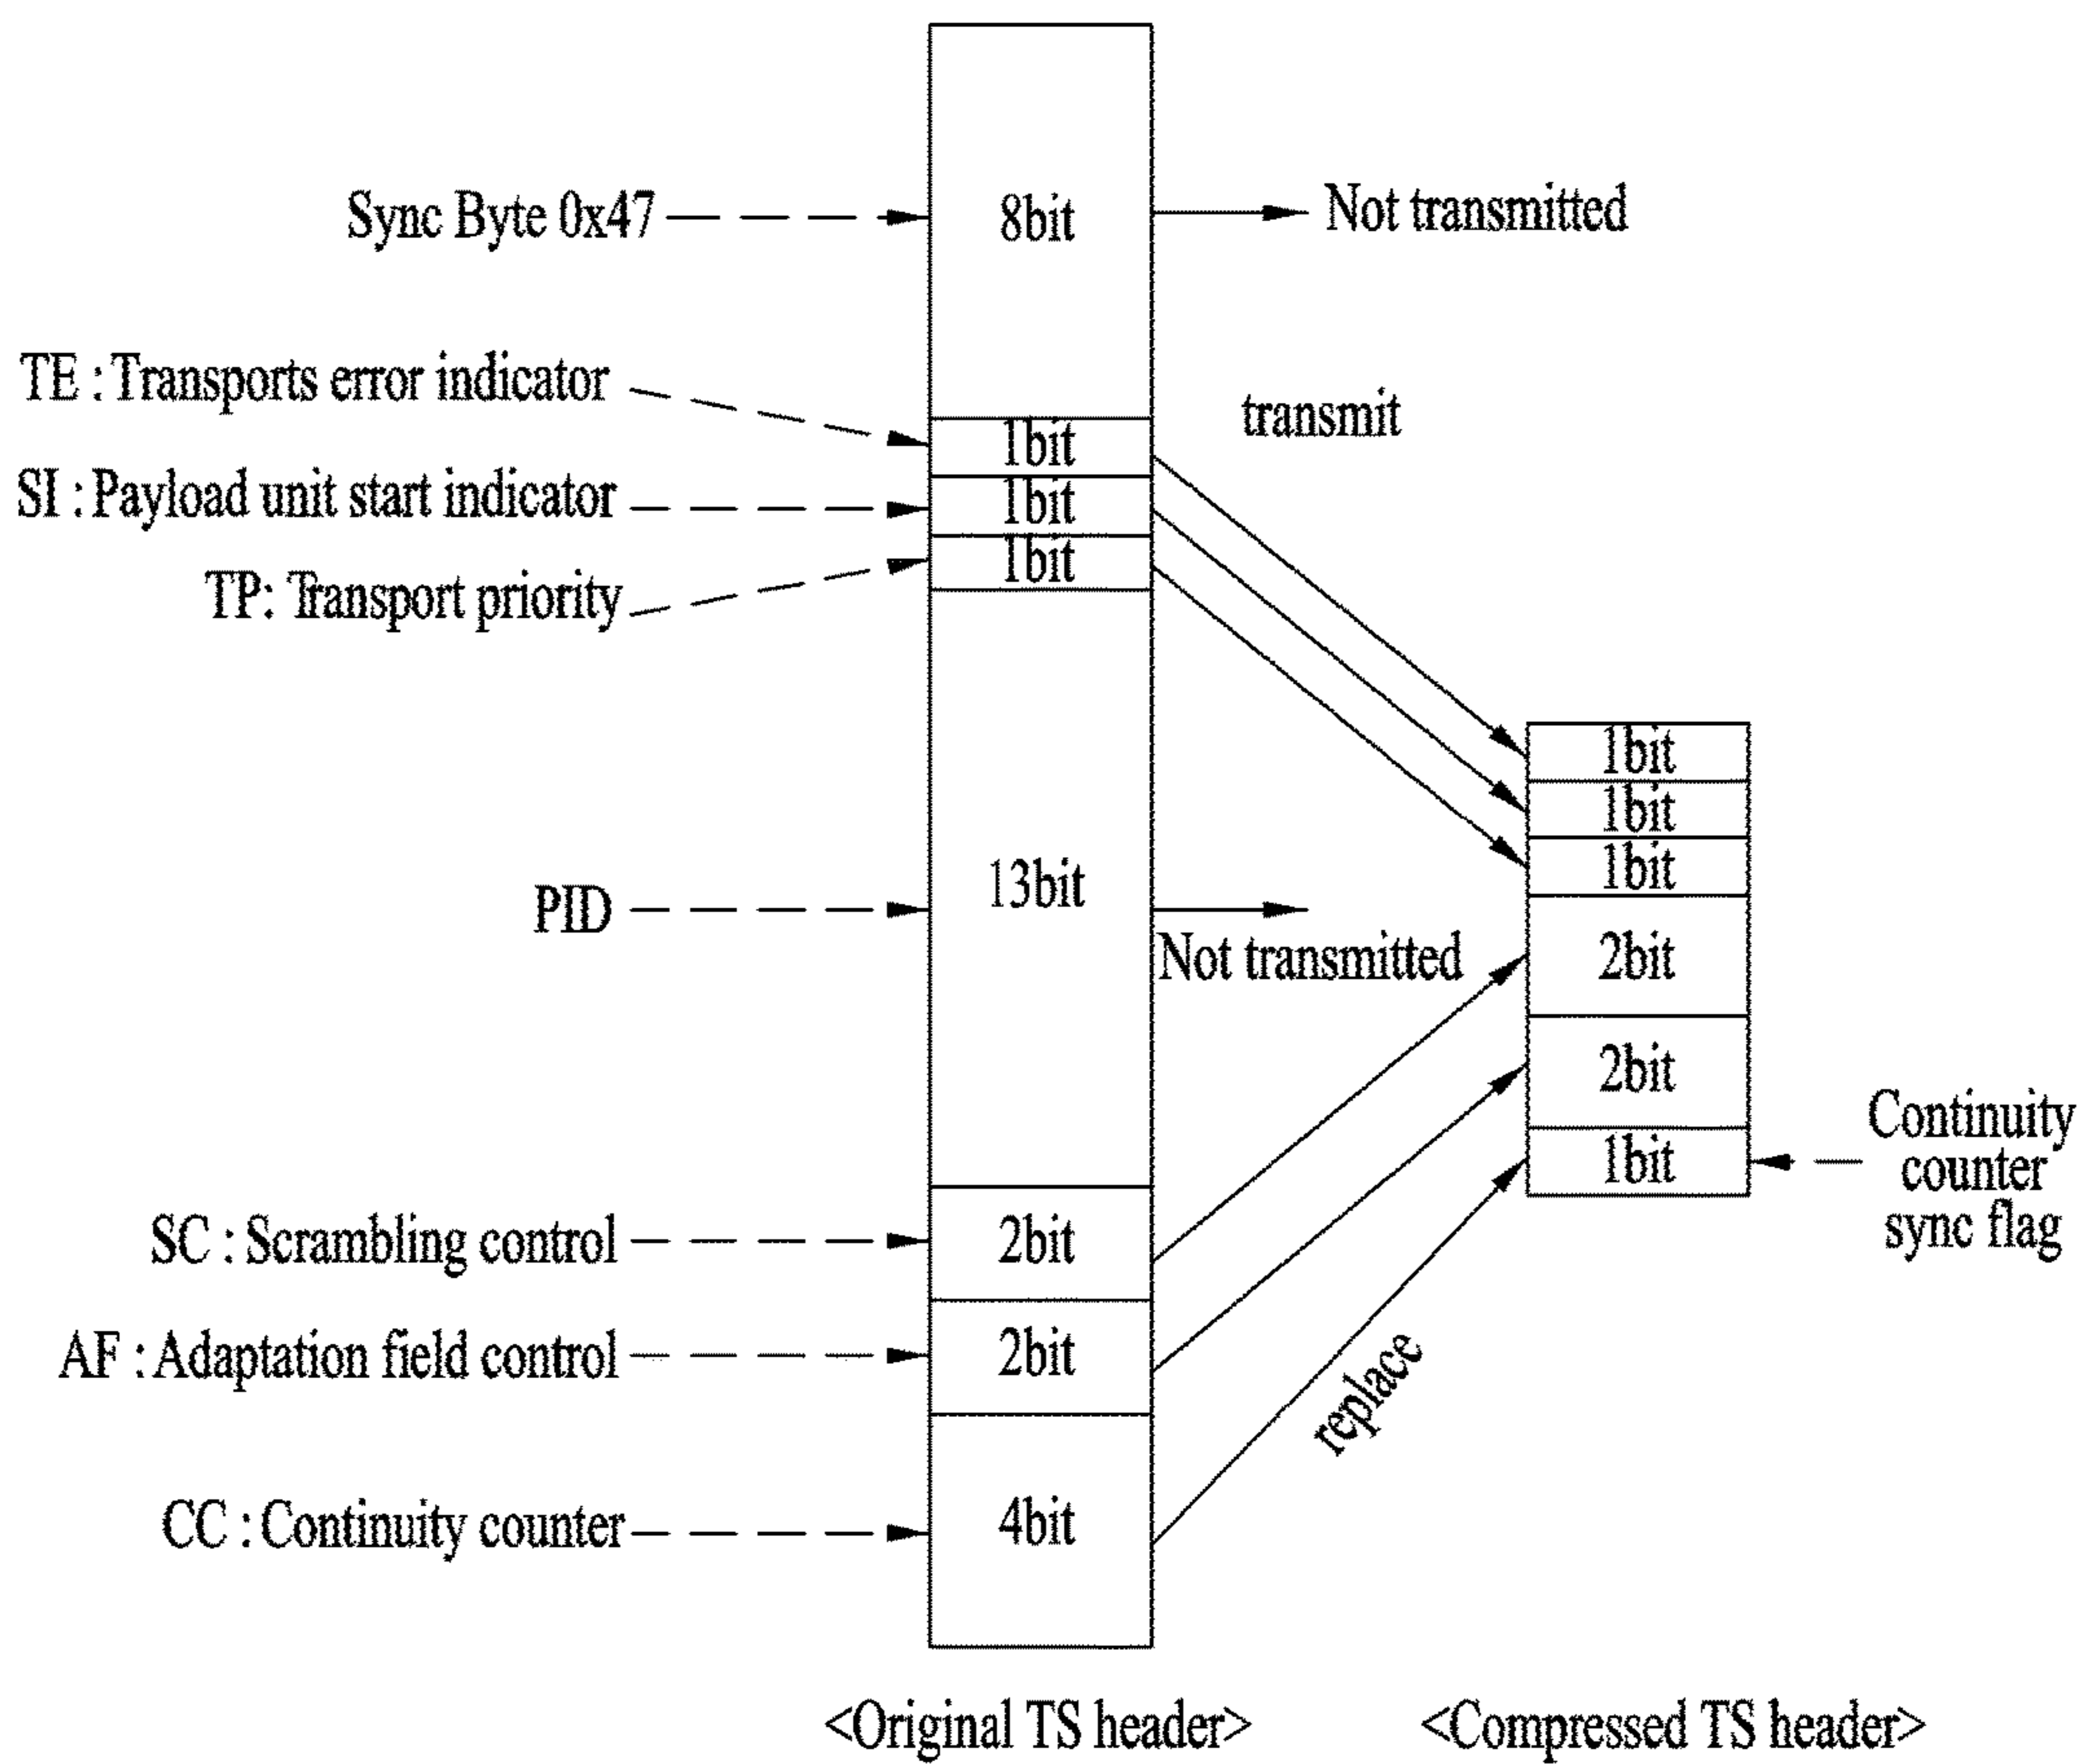 Sync Byte 0x47
8bit
Not transmitted
TE : Transports error indicator
1bit
transmit
SI : Payload unit start indicator
1bit
TP: Transport priority
1bit
PID
13bit
Not transmitted
SC : Scrambling control
2bit
AF : Adaptation field control
2bit
CC : Continuity counter
4bit
replace
1bit
1bit
1bit
2bit
2bit
1bit
Continuity
counter
sync flag
<Original TS header>
<Compressed TS header>